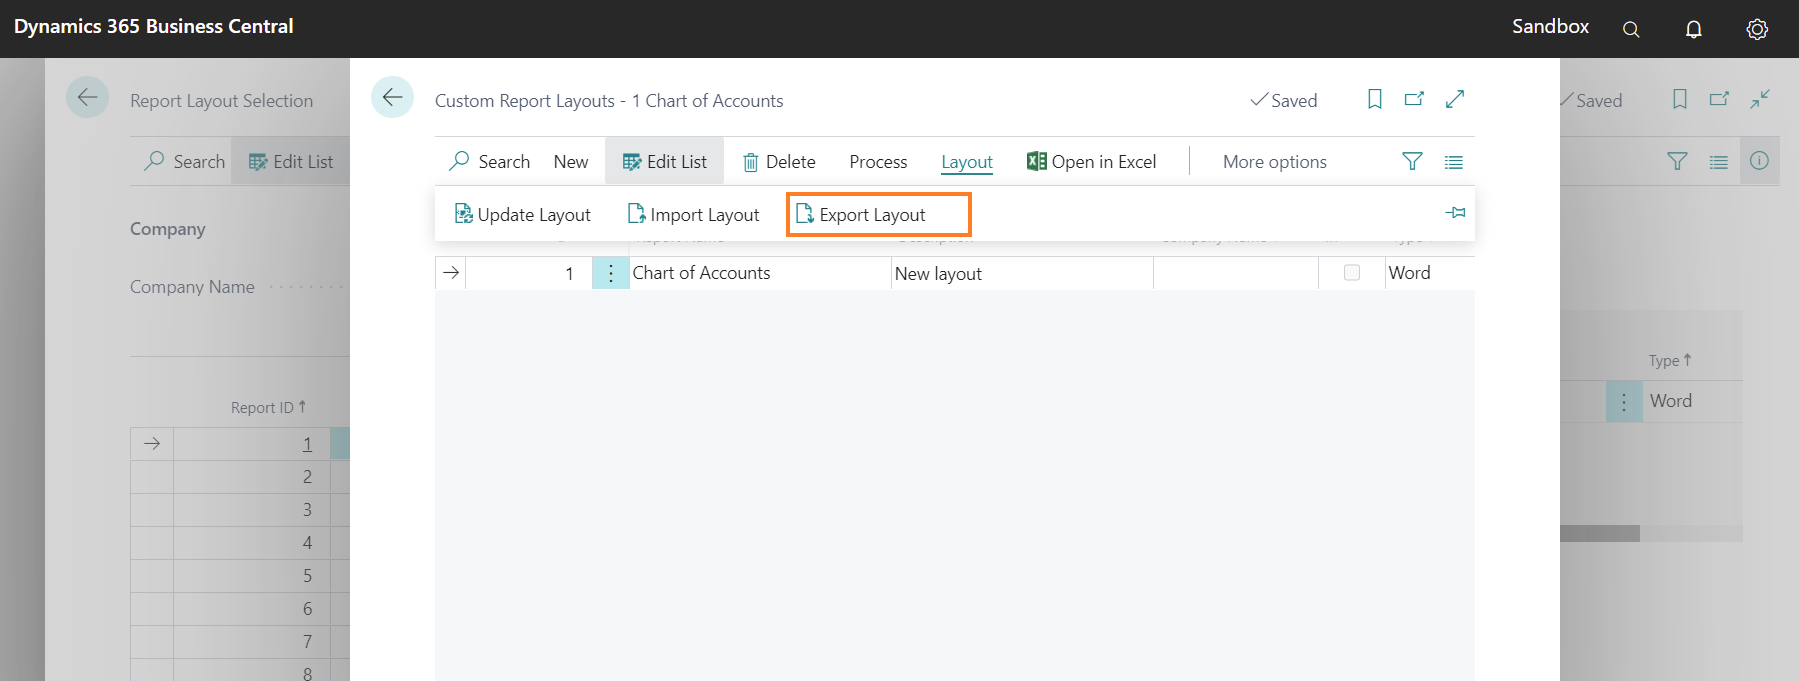 Dynamics 365 Business Central
Sandbox
Report Layout Selection
Search
Edit List
Company
Company Name
Report ID
1
2
3
4
5
6
7
8
Custom Report Layouts - 1 Chart of Accounts
Saved
Search New Edit List Delete Process Layout Open in Excel More options
Update Layout Import Layout Export Layout
1 Chart of Accounts New layout Word
Saved
Type
Word